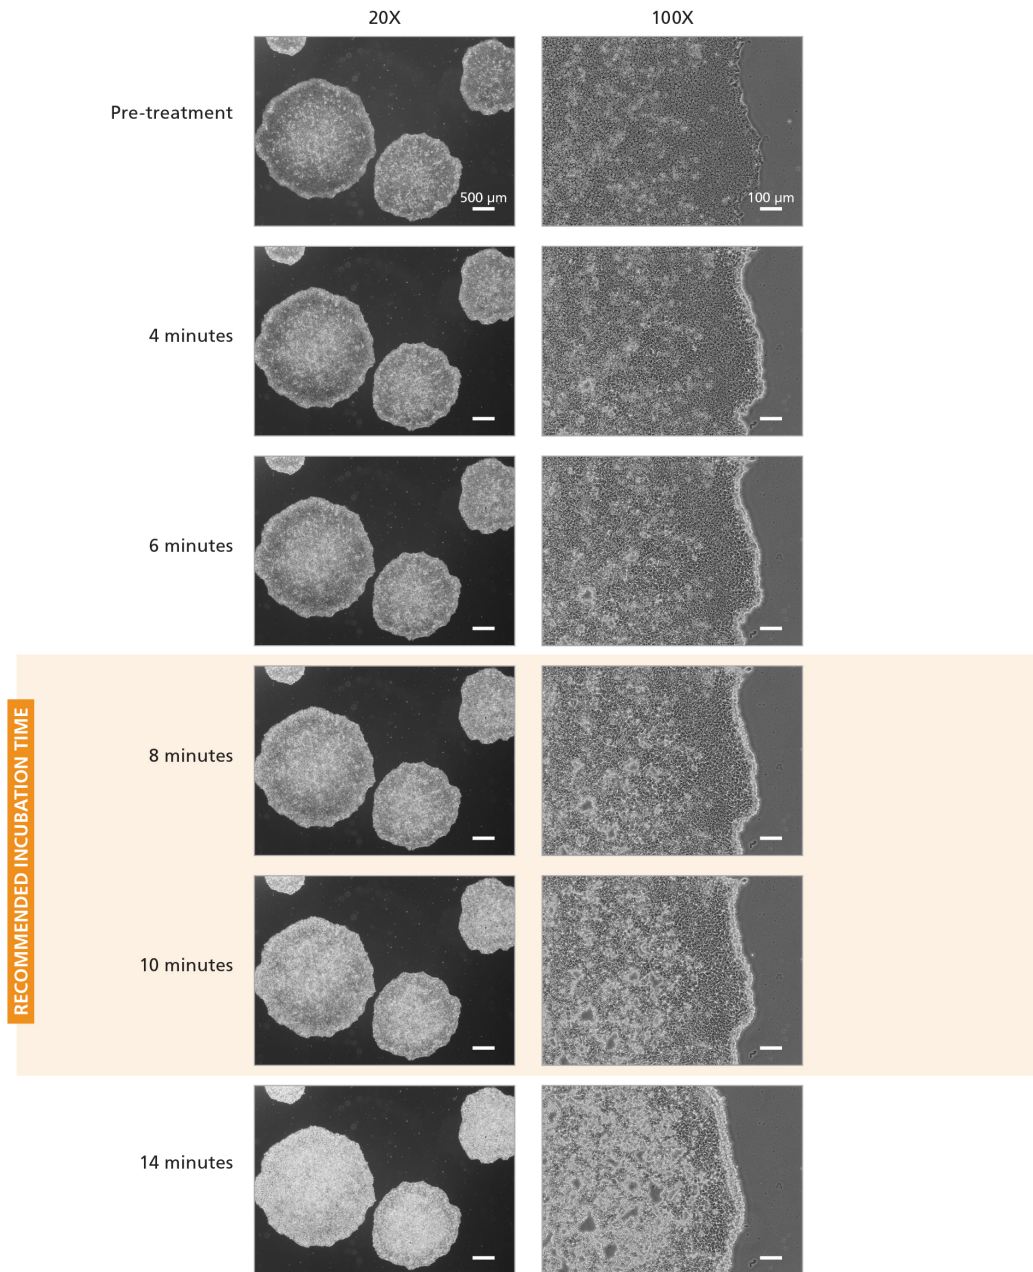 20X 100X
Pre-treatment
500 µm
100 µm
4 minutes
6 minutes
RECOMMENDED INCUBATION TIME
8 minutes
10 minutes
14 minutes